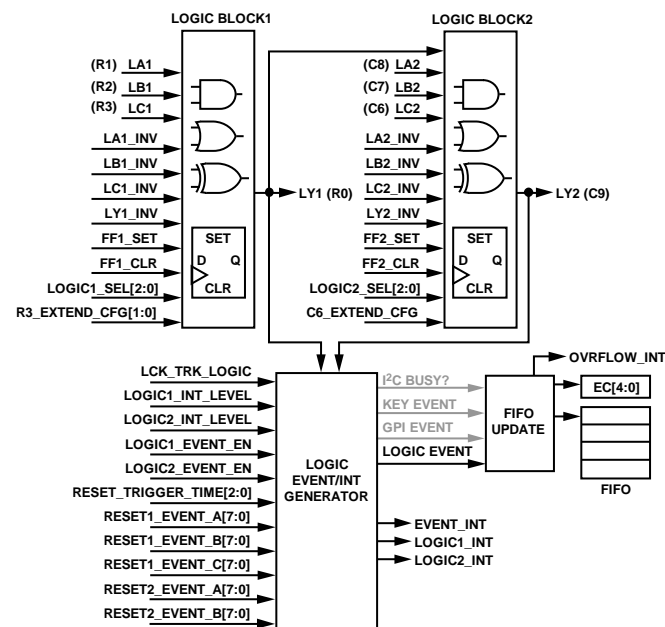 LOGIC BLOCK1
LOGIC BLOCK2
(R1) LA1
(R2) LB1
(R3) LC1
LA1_INV
LB1_INV
LC1_INV
LY1_INV
FF1_SET
FF1_CLR
LOGIC1_SEL[2:0]
R3_EXTEND_CFG[1:0]
SET
D Q
CLR
LY1 (R0)
(C8) LA2
(C7) LB2
(C6) LC2
LA2_INV
LB2_INV
LC2_INV
LY2_INV
FF2_SET
FF2_CLR
LOGIC2_SEL[2:0]
C6_EXTEND_CFG
SET
D Q
CLR
LY2 (C9)
LCK_TRK_LOGIC
LOGIC1_INT_LEVEL
LOGIC2_INT_LEVEL
LOGIC1_EVENT_EN
LOGIC2_EVENT_EN
RESET_TRIGGER_TIME[2:0]
RESET1_EVENT_A[7:0]
RESET1_EVENT_B[7:0]
RESET1_EVENT_C[7:0]
RESET2_EVENT_A[7:0]
RESET2_EVENT_B[7:0]
LOGIC
EVENT/INT
GENERATOR
I²C BUSY?
KEY EVENT
GPI EVENT
LOGIC EVENT
EVENT_INT
LOGIC1_INT
LOGIC2_INT
FIFO
UPDATE
OVRFLOW_INT
EC[4:0]
FIFO